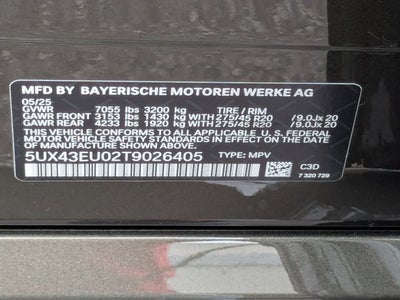 MFD BY BAYERISCHE MOTOREN WERKE AG
05/25
GVWR 7055 lbs 3200 kg TIRE / RIM
GAWR FRONT 3153 lbs 1430 kg WITH 275/45 R20 /9.0Jx 20
GAWR REAR 4233 lbs 1920 kg WITH 275/45 R20 /9.0Jx 20
THIS VEHICLE CONFORMS TO ALL APPLICABLE FEDERAL MOTOR VEHICLE
SAFETY STANDARDS IN EFFECT ON THE DATE OF MANUFACTURE SHOWN ABOVE
5UX43EU02T9026405 TYPE: MPV
C3D
7 320 729